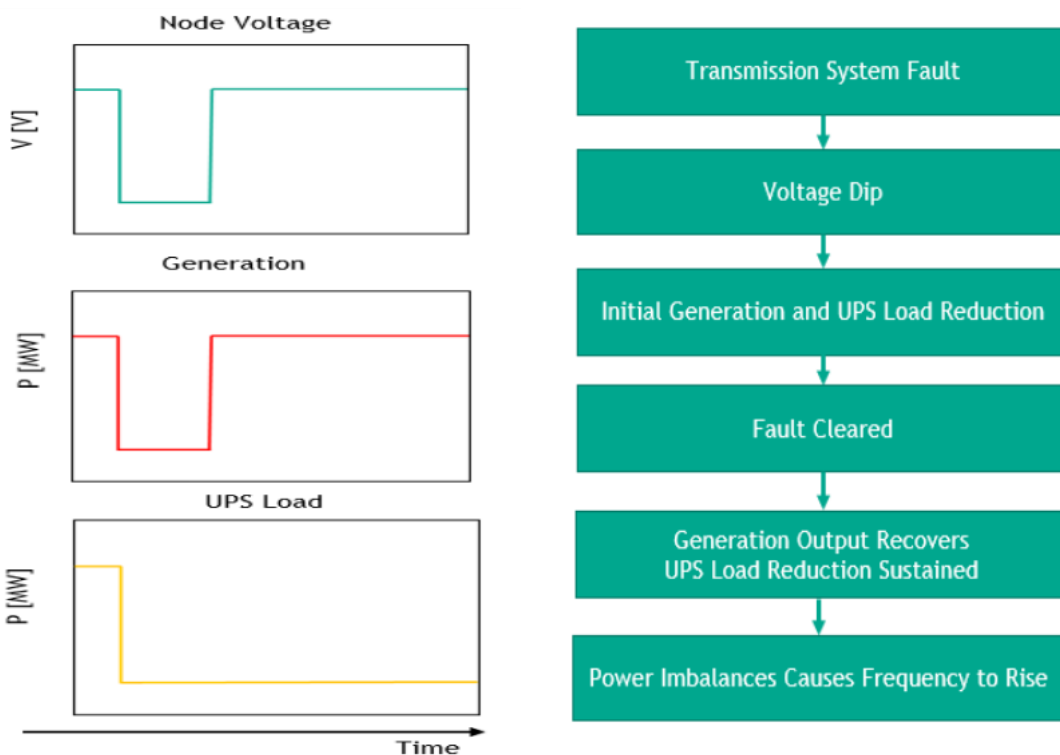 Node Voltage
V [V]
Generation
P [MW]
UPS Load
P [MW]
Time
Transmission System Fault
Voltage Dip
Initial Generation and UPS Load Reduction
Fault Cleared
Generation Output Recovers
UPS Load Reduction Sustained
Power Imbalances Causes Frequency to Rise